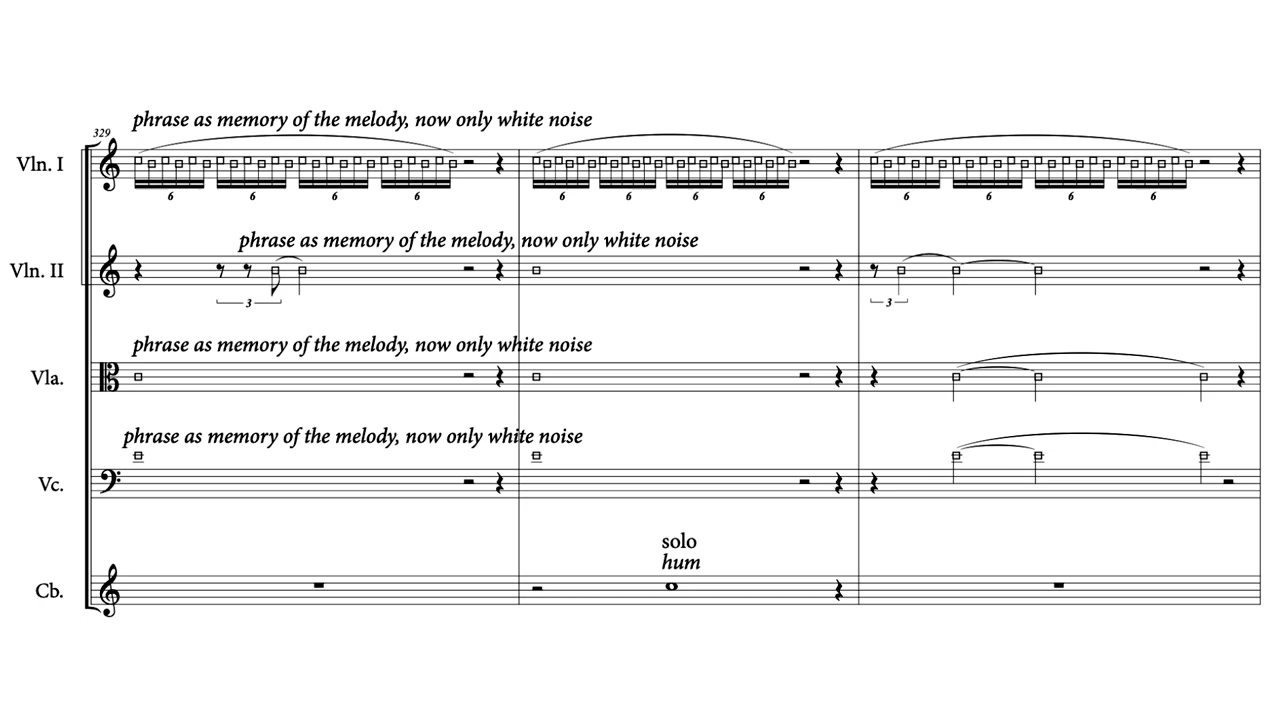 phrase as memory of the melody, now only white noise
329
Vln. I
6 6 6 6 6 6 6 6 6 6 6 6
phrase as memory of the melody, now only white noise
Vln. II
3 3
phrase as memory of the melody, now only white noise
Vla.
phrase as memory of the melody, now only white noise
Vc.
solo
hum
Cb.